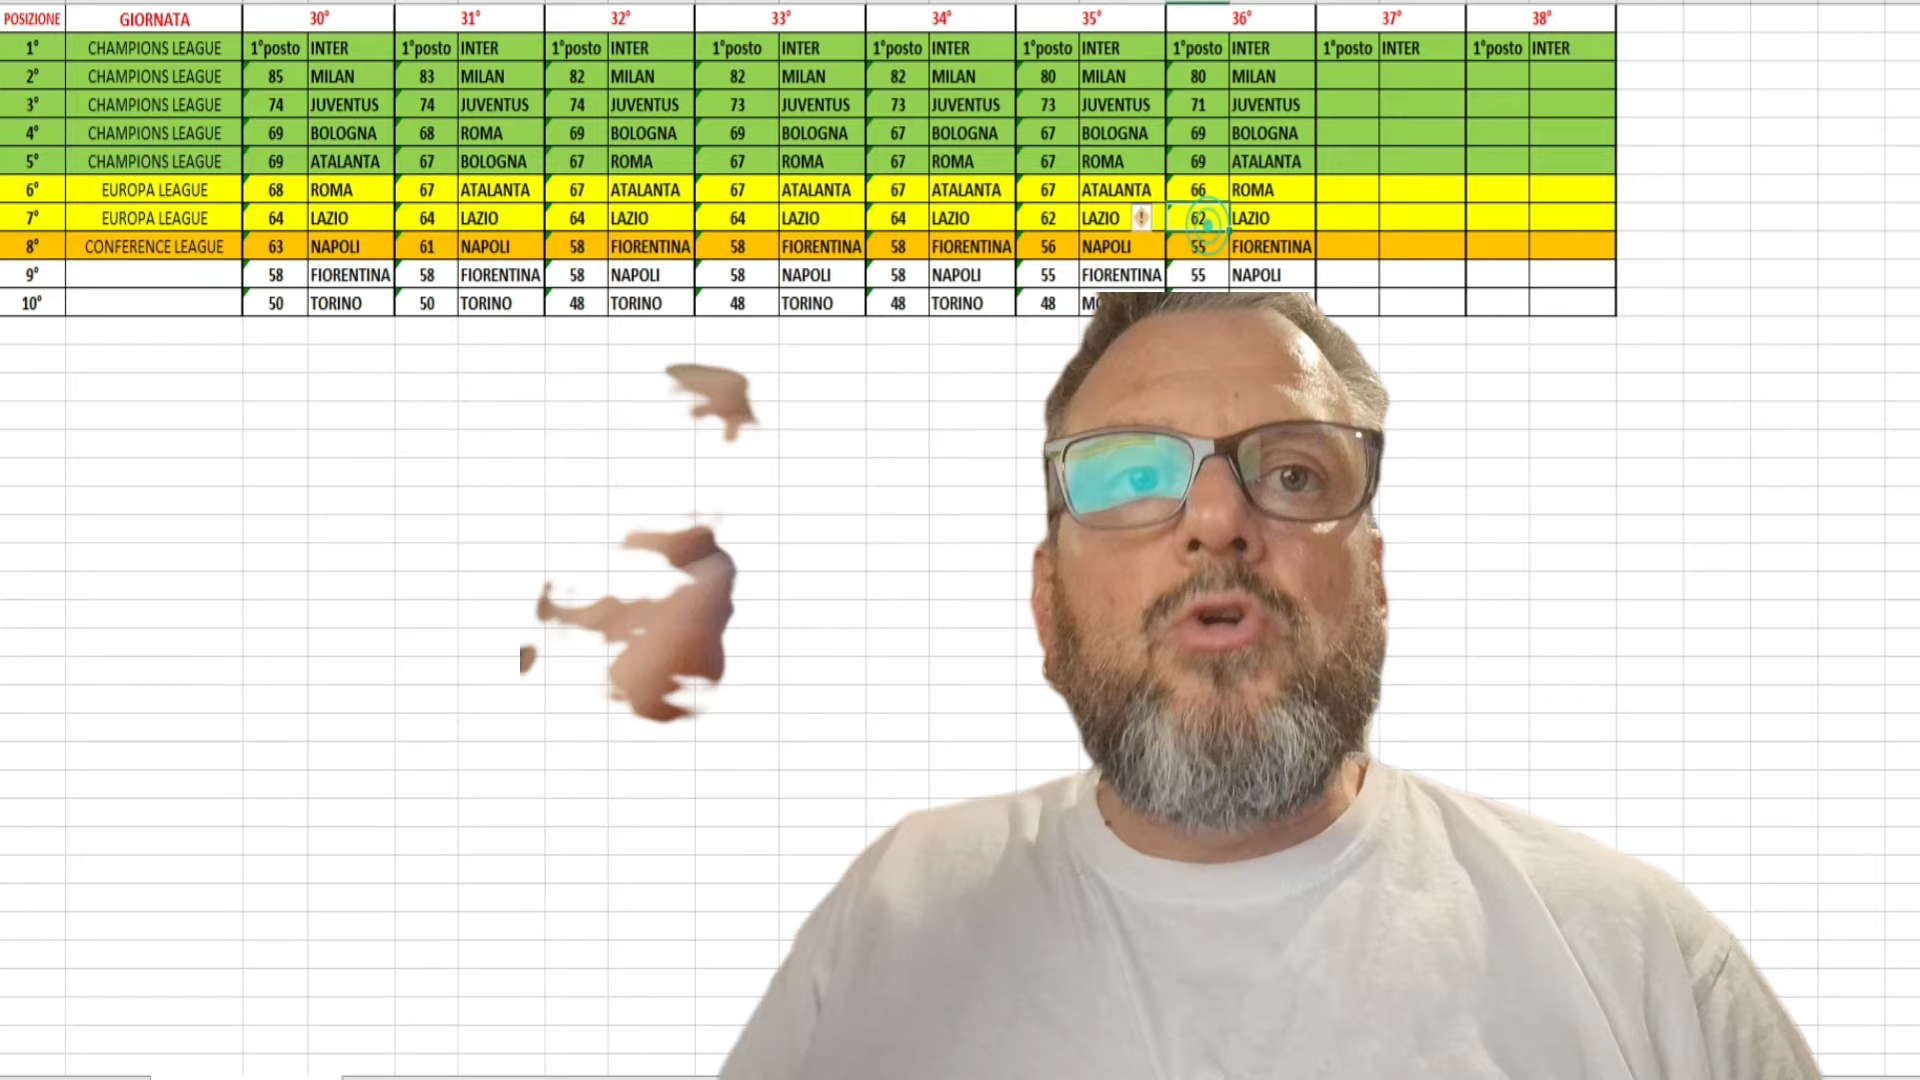 POSIZIONE GIORNATA 30° 31° 32° 33° 34° 35° 36° 37° 38°
1° CHAMPIONS LEAGUE 1°posto INTER 1°posto INTER 1°posto INTER 1°posto INTER 1°posto INTER 1°posto INTER 1°posto INTER 1°posto INTER 1°posto INTER
2° CHAMPIONS LEAGUE 85 MILAN 83 MILAN 82 MILAN 82 MILAN 82 MILAN 80 MILAN 80 MILAN
3° CHAMPIONS LEAGUE 74 JUVENTUS 74 JUVENTUS 74 JUVENTUS 73 JUVENTUS 73 JUVENTUS 73 JUVENTUS 71 JUVENTUS
4° CHAMPIONS LEAGUE 69 BOLOGNA 68 ROMA 69 BOLOGNA 69 BOLOGNA 67 BOLOGNA 67 BOLOGNA 69 BOLOGNA
5° CHAMPIONS LEAGUE 69 ATALANTA 67 BOLOGNA 67 ROMA 67 ROMA 67 ROMA 67 ROMA 69 ATALANTA
6° EUROPA LEAGUE 68 ROMA 67 ATALANTA 67 ATALANTA 67 ATALANTA 67 ATALANTA 67 ATALANTA 66 ROMA
7° EUROPA LEAGUE 64 LAZIO 64 LAZIO 64 LAZIO 64 LAZIO 64 LAZIO 62 LAZIO ! 62 LAZIO
8° CONFERENCE LEAGUE 63 NAPOLI 61 NAPOLI 58 FIORENTINA 58 FIORENTINA 58 FIORENTINA 56 NAPOLI 55 FIORENTINA
9° 58 FIORENTINA 58 FIORENTINA 58 NAPOLI 58 NAPOLI 58 NAPOLI 55 FIORENTINA 55 NAPOLI
10° 50 TORINO 50 TORINO 48 TORINO 48 TORINO 48 TORINO 48